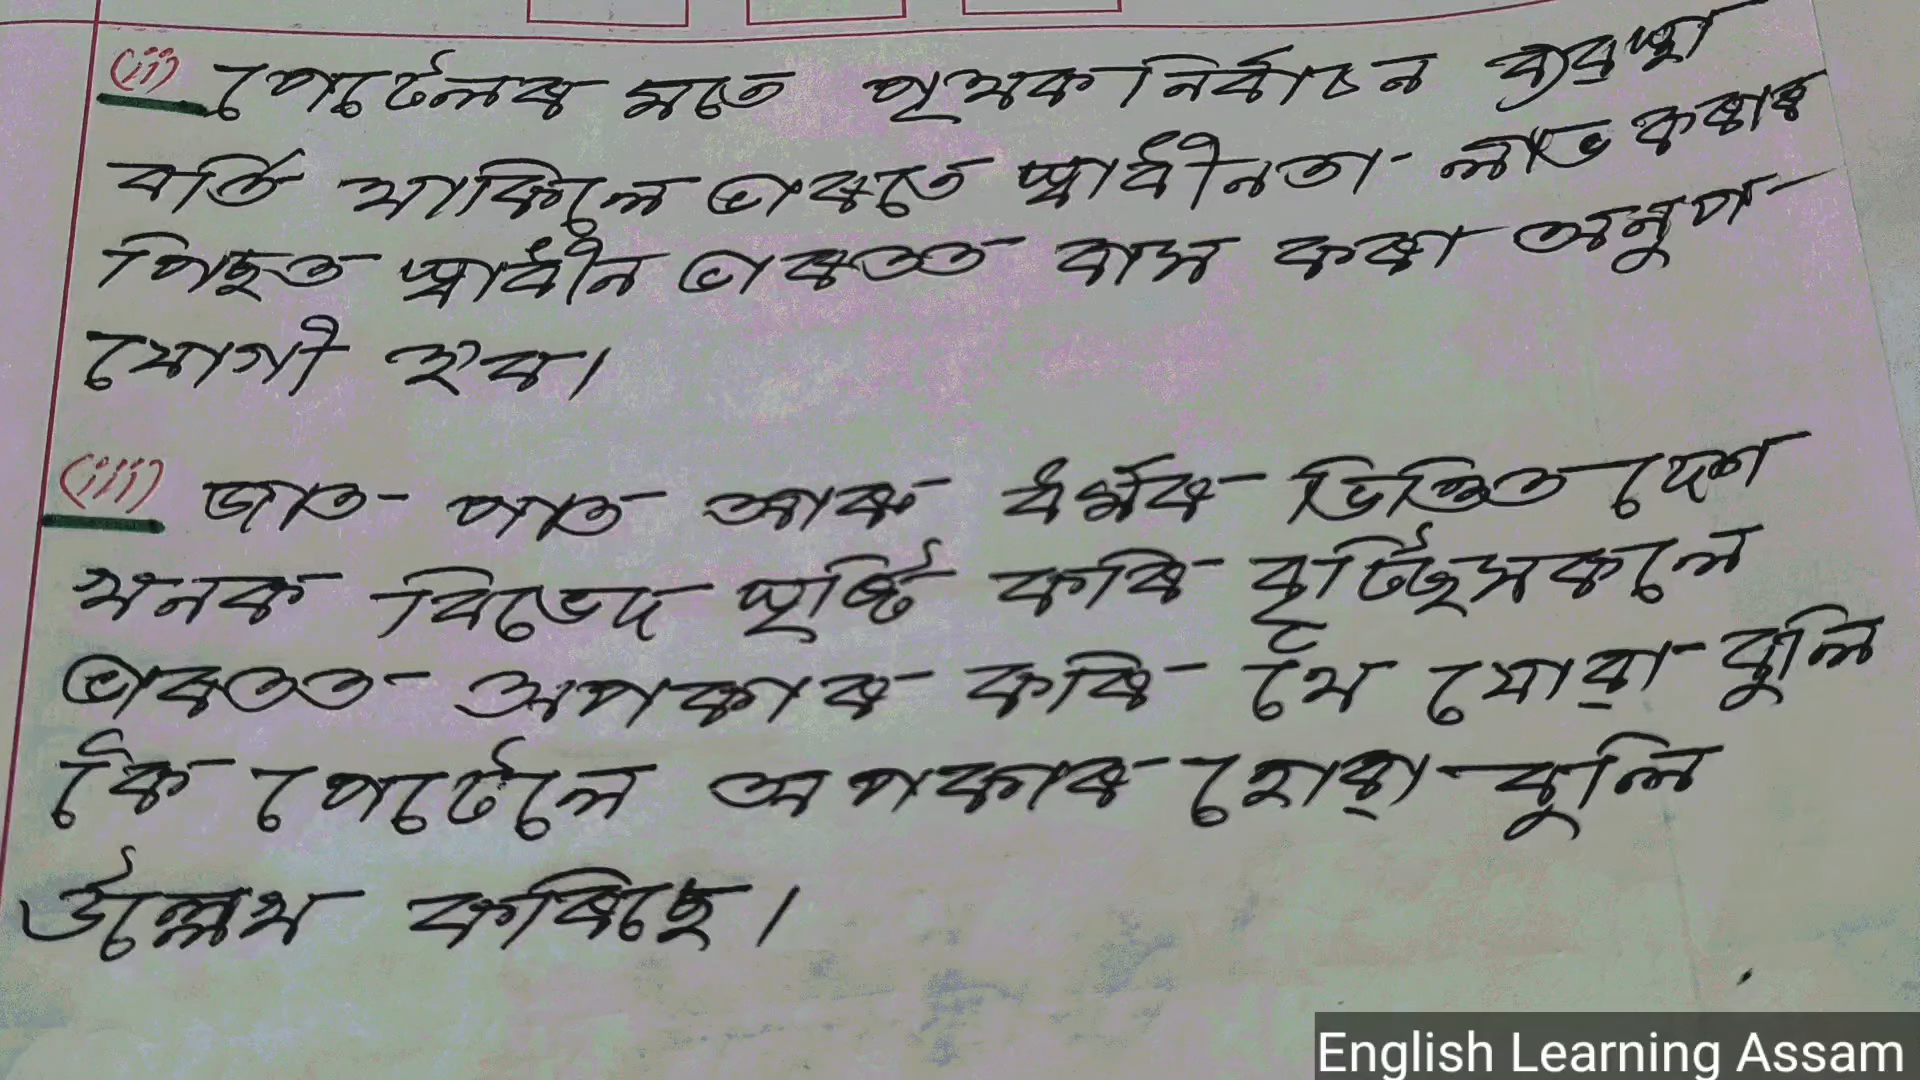 (ii) পেটেলৰ মতে পৃথক নিৰ্বাচন ব্যৱস্থা
বৰ্তি থাকিলে ভাৰতে স্বাধীনতা লাভ কৰাৰ
পিছত স্বাধীন ভাৰতত বাস কৰা অনুপ-
যোগী হ'ব।
(iii) জাত-পাত আৰু ধৰ্মৰ ভিত্তিত দেশ
খনক বিভেদ সৃষ্টি কৰি বৃটিছসকলে
ভাৰতত অপকাৰ কৰি থৈ যোৱা বুলি
কৈ পেটেলে অপকাৰ হোৱা বুলি
উল্লেখ কৰিছে।
English Learning Assam